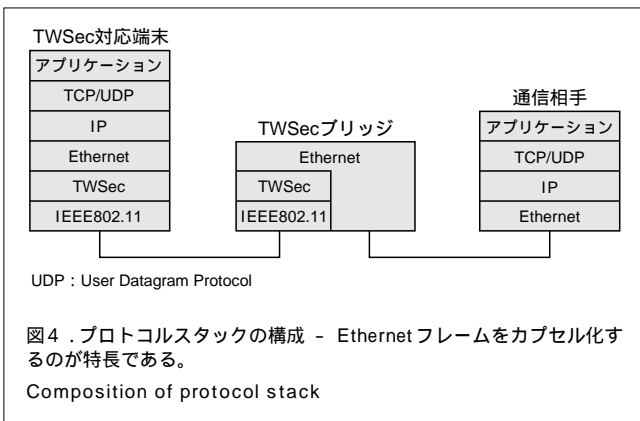 TWSec対応端末
アプリケーション
TCP/UDP
IP
Ethernet
TWSec
IEEE802.11
TWSecブリッジ
Ethernet
TWSec
IEEE802.11
通信相手
アプリケーション
TCP/UDP
IP
Ethernet
UDP：User Datagram Protocol
図4．プロトコルスタックの構成 － Ethernetフレームをカプセル化す
るのが特長である。
Composition of protocol stack